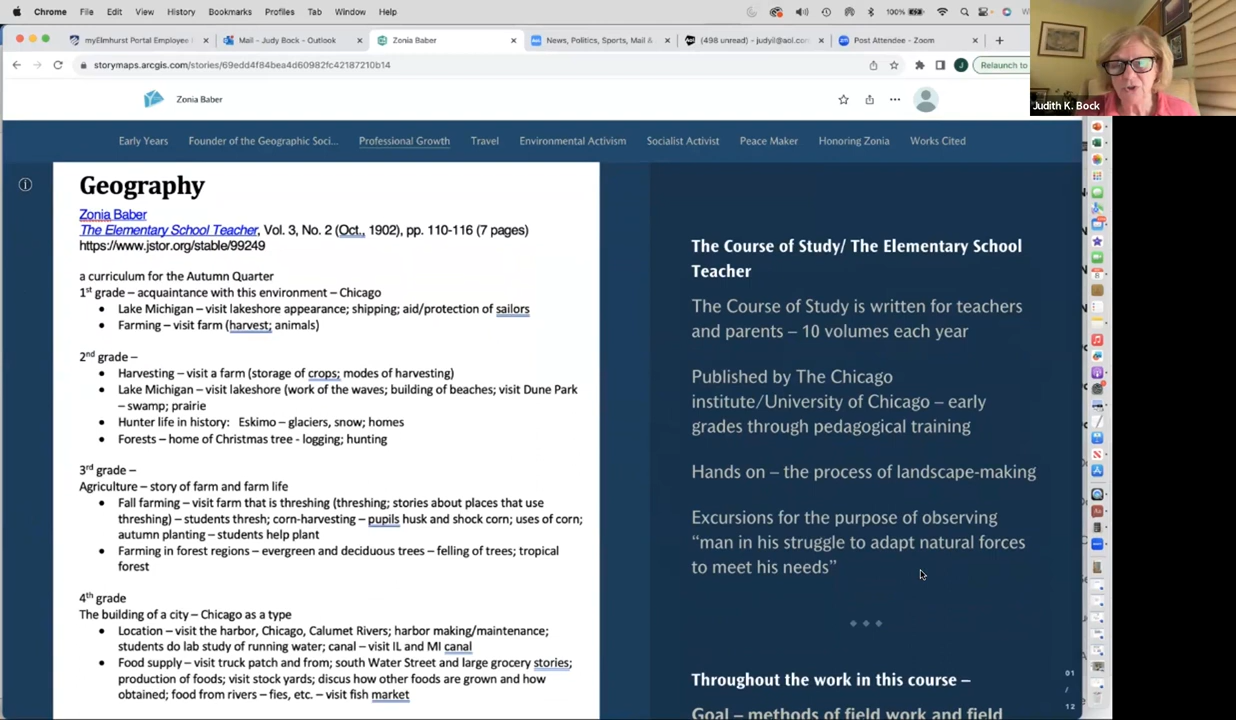 Chrome File Edit View History Bookmarks Profiles Tab Window Help 100%
myElmhurst Portal Employee Mail - Judy Bock - Outlook Zonia Baber News, Politics, Sports, Mail & (498 unread) - judyil@aol.com Post Attendee - Zoom
storymaps.arcgis.com/stories/69edd4f84bea4d60982fc42187210b14 J Relaunch to
Judith K. Bock
Zonia Baber
Early Years Founder of the Geographic Soci... Professional Growth Travel Environmental Activism Socialist Activist Peace Maker Honoring Zonia Works Cited
Geography
Zonia Baber
The Elementary School Teacher, Vol. 3, No. 2 (Oct., 1902), pp. 110-116 (7 pages)
https://www.jstor.org/stable/99249
a curriculum for the Autumn Quarter
1st grade – acquaintance with this environment – Chicago
• Lake Michigan – visit lakeshore appearance; shipping; aid/protection of sailors
• Farming – visit farm (harvest; animals)
2nd grade –
• Harvesting – visit a farm (storage of crops; modes of harvesting)
• Lake Michigan – visit lakeshore (work of the waves; building of beaches; visit Dune Park
– swamp; prairie
• Hunter life in history: Eskimo – glaciers, snow; homes
• Forests – home of Christmas tree - logging; hunting
3rd grade –
Agriculture – story of farm and farm life
• Fall farming – visit farm that is threshing (threshing; stories about places that use
threshing) – students thresh; corn-harvesting – pupils husk and shock corn; uses of corn;
autumn planting – students help plant
• Farming in forest regions – evergreen and deciduous trees – felling of trees; tropical
forest
4th grade
The building of a city – Chicago as a type
• Location – visit the harbor, Chicago, Calumet Rivers; harbor making/maintenance;
students do lab study of running water; canal – visit IL and MI canal
• Food supply – visit truck patch and from; south Water Street and large grocery stories;
production of foods; visit stock yards; discus how other foods are grown and how
obtained; food from rivers – fies, etc. – visit fish market
The Course of Study/ The Elementary School
Teacher
The Course of Study is written for teachers
and parents – 10 volumes each year
Published by The Chicago
institute/University of Chicago – early
grades through pedagogical training
Hands on – the process of landscape-making
Excursions for the purpose of observing
“man in his struggle to adapt natural forces
to meet his needs”
Throughout the work in this course –
Goal – methods of field work and field
01
/
12